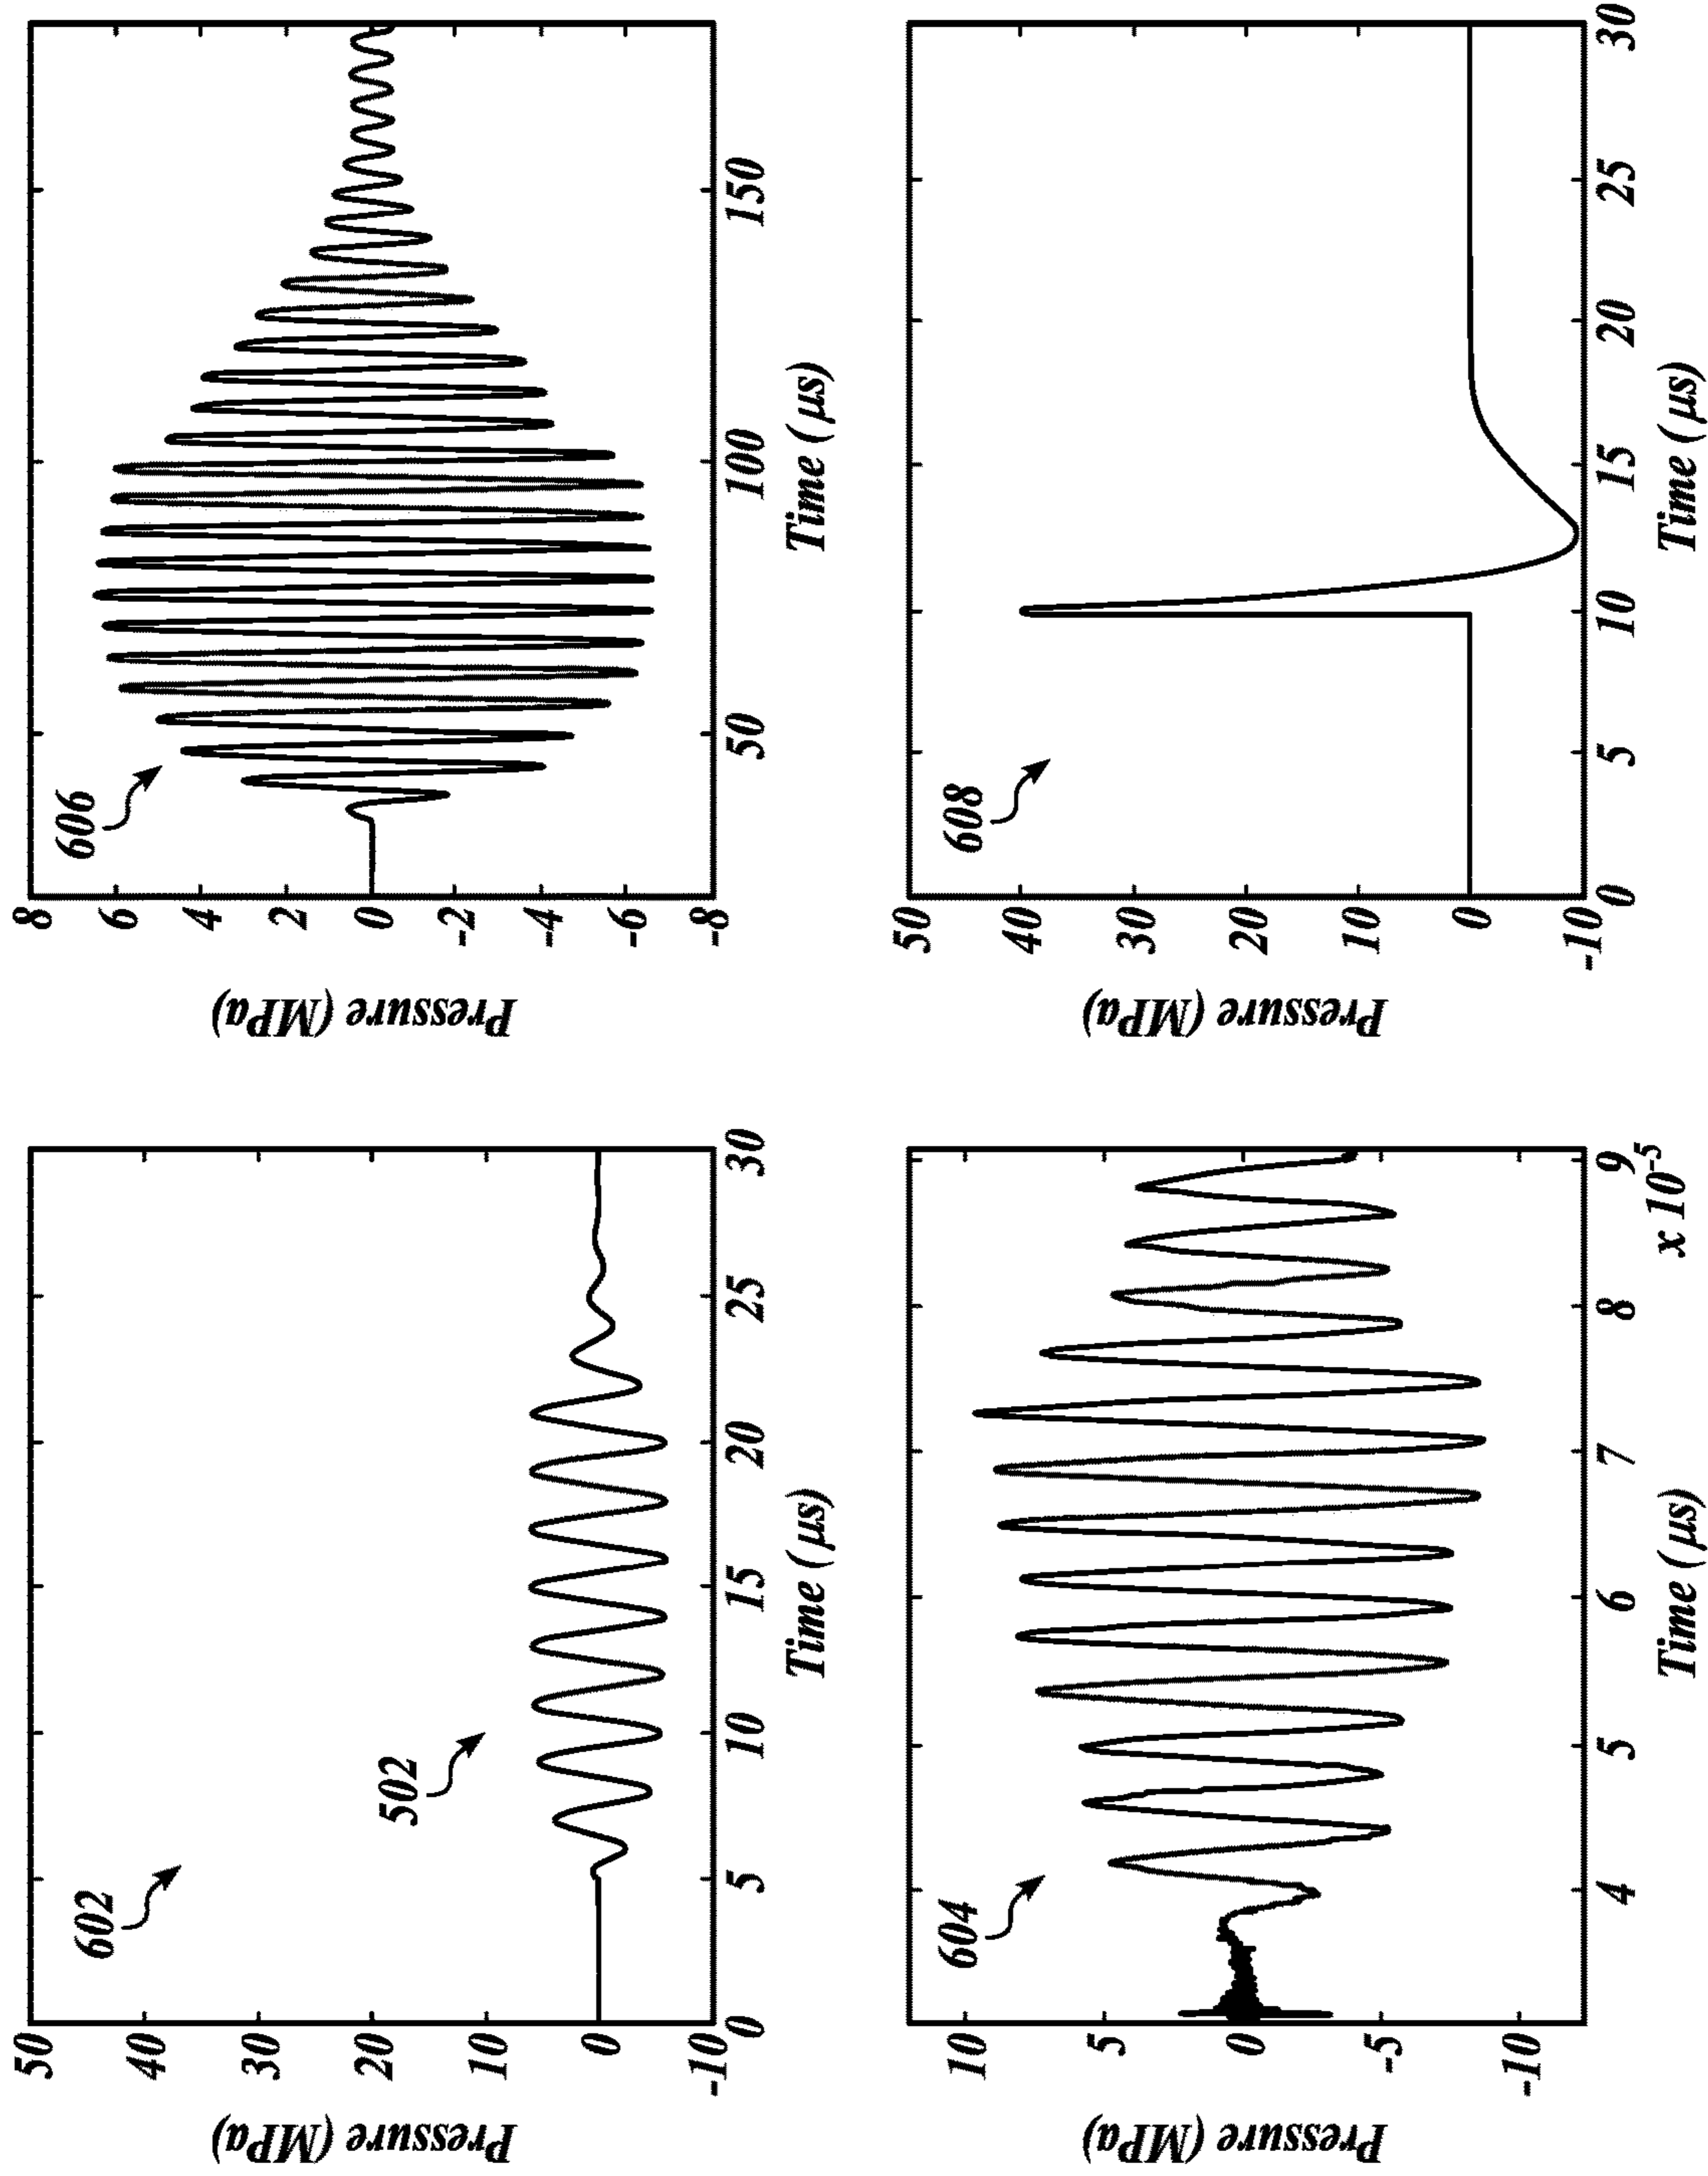 602
502
Pressure (MPa)
50
40
30
20
10
0
-10
0 5 10 15 20 25 30
Time (μs)
606
Pressure (MPa)
8
6
4
2
0
-2
-4
-6
-8
50 100 150
Time (μs)
604
Pressure (MPa)
10
5
0
-5
-10
4 5 6 7 8 9
x 10-5
Time (μs)
608
Pressure (MPa)
50
40
30
20
10
0
-10
0 5 10 15 20 25 30
Time (μs)